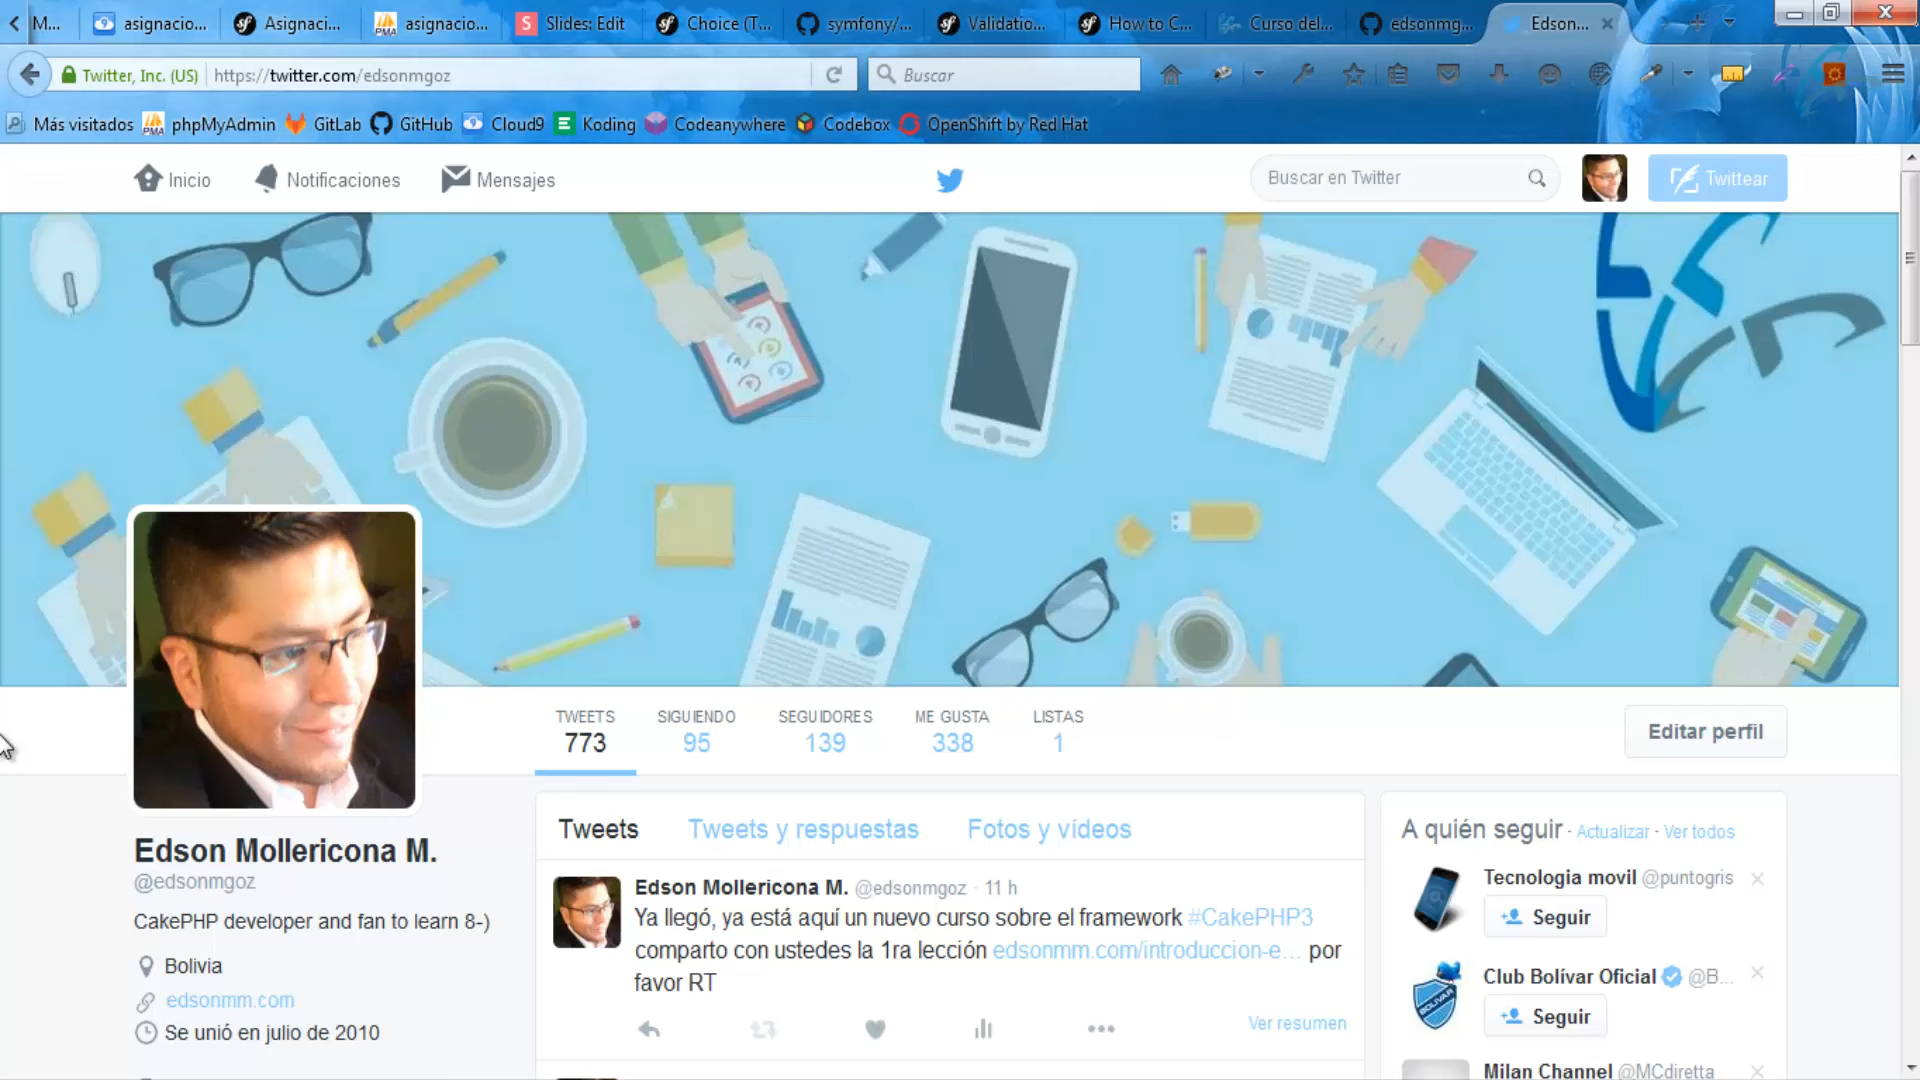 M...
asignacio...
Asignaci...
asignacio...
Slides: Edit
Choice (T...
symfony/...
Validatio...
How to C...
Curso del...
edsonmg...
Edson...
Twitter, Inc. (US)
https://twitter.com/edsonmgoz
Buscar
Más visitados
phpMyAdmin
GitLab
GitHub
Cloud9
Koding
Codeanywhere
Codebox
OpenShift by Red Hat
Inicio
Notificaciones
Mensajes
Buscar en Twitter
Twittear
TWEETS
773
SIGUIENDO
95
SEGUIDORES
139
ME GUSTA
338
LISTAS
1
Editar perfil
Edson Mollericona M.
@edsonmgoz
CakePHP developer and fan to learn 8-)
Bolivia
edsonmm.com
Se unió en julio de 2010
Tweets
Tweets y respuestas
Fotos y vídeos
Edson Mollericona M. @edsonmgoz · 11 h
Ya llegó, ya está aquí un nuevo curso sobre el framework #CakePHP3
comparto con ustedes la 1ra lección edsonmm.com/introduccion-e... por
favor RT
Ver resumen
A quién seguir · Actualizar · Ver todos
Tecnologia movil @puntogris
Seguir
Club Bolívar Oficial @B...
BOLIVAR
Seguir
Milan Channel @MCdiretta